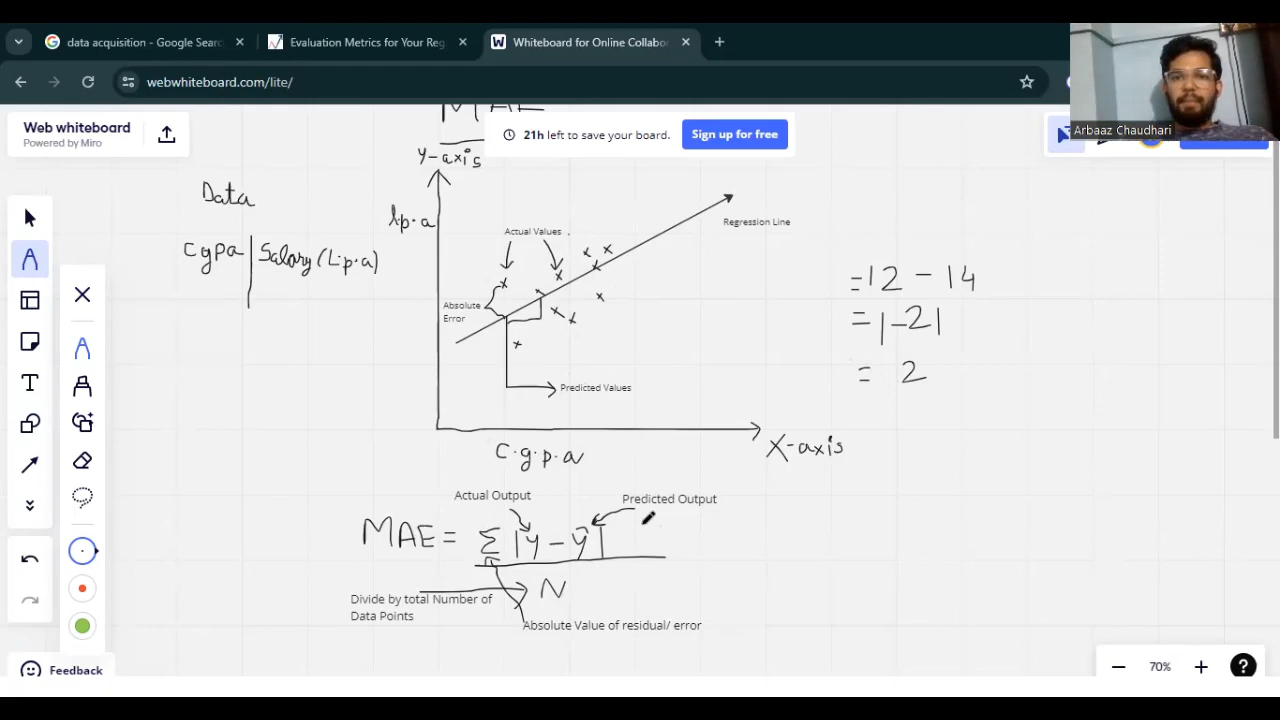 data acquisition - Google Searc
Evaluation Metrics for Your Reg
Whiteboard for Online Collabo
webwhiteboard.com/lite/
Arbaaz Chaudhari
Web whiteboard
Powered by Miro
21h left to save your board.
Sign up for free
MAE
y-axis
Data
l.p.a
Actual Values
Regression Line
Cgpa Salary (L.p.a)
Absolute
Error
=12 - 14
=|-2|
= 2
Predicted Values
C.g.p.a
X-axis
Actual Output
Predicted Output
MAE = Σ |y - ŷ|
N
Divide by total Number of
Data Points
Absolute Value of residual/ error
Feedback
70%